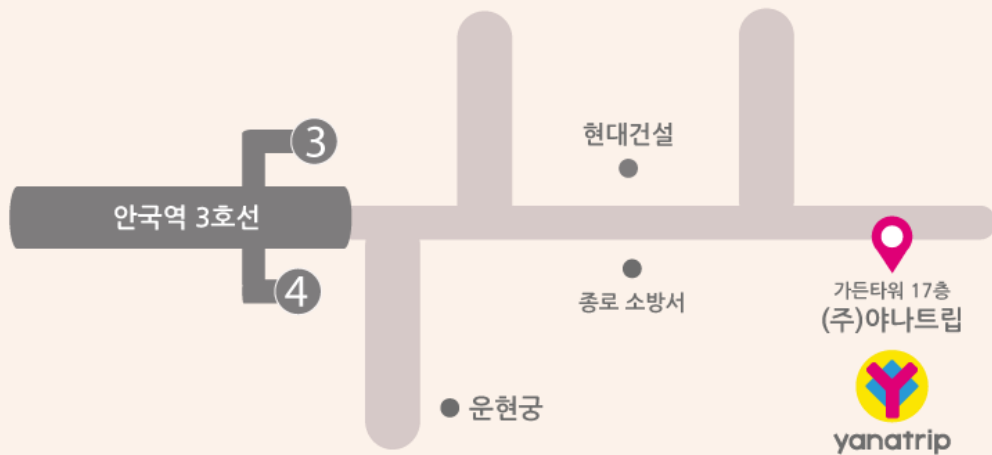 현대건설
3
안국역 3호선
4
종로 소방서
가든타워 17층
(주)야나트립
운현궁
yanatrip